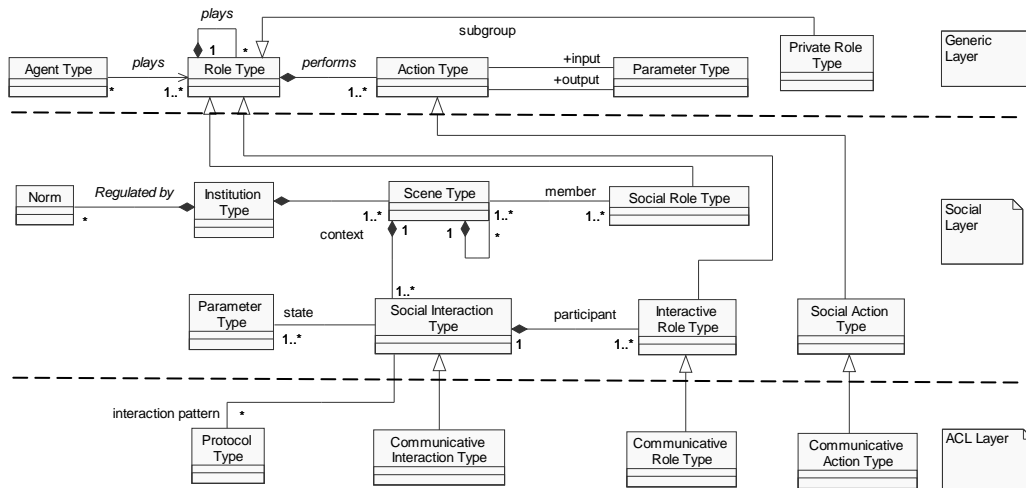 plays
subgroup
1
*
Private Role
Type
Generic
Layer
Agent Type
plays
Role Type
performs
Action Type
+input
+output
Parameter Type
*
1..*
1..*
Norm
Regulated by
*
Institution
Type
Scene Type
member
Social Role Type
1..*
1..*
1..*
context
1
1
*
Social
Layer
1..*
Parameter
Type
state
1..*
Social Interaction
Type
participant
1
1..*
Interactive
Role Type
Social Action
Type
interaction pattern
*
Protocol
Type
Communicative
Interaction Type
Communicative
Role Type
Communicative
Action Type
ACL Layer